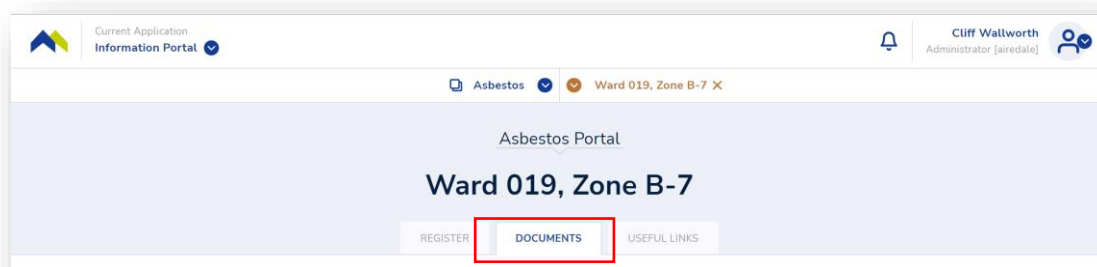 Current Application
Information Portal
Cliff Wallworth
Administrator [airedale]
Asbestos
Ward 019, Zone B-7
Asbestos Portal
Ward 019, Zone B-7
REGISTER
DOCUMENTS
USEFUL LINKS